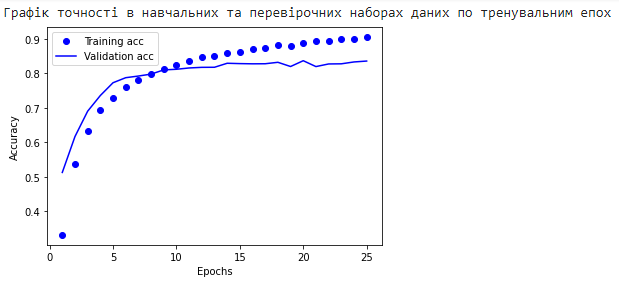 Графік точності в навчальних та перевірочних наборах даних по тренувальним епох
0.9
0.8
0.7
0.6
0.5
0.4
Accuracy
Training acc
Validation acc
0
5
10
15
20
25
Epochs